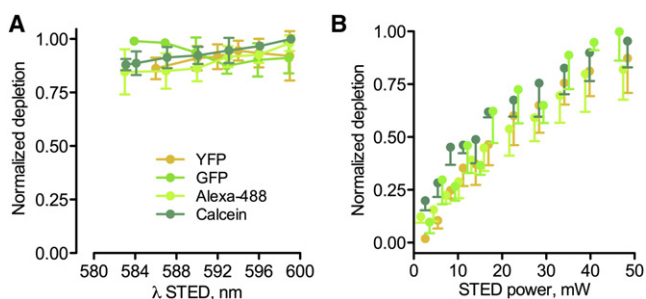 A
Normalized depletion
1.00
0.75
0.50
0.25
0.00
YFP
GFP
Alexa-488
Calcein
580 584 588 592 596 600
λ STED, nm
B
Normalized depletion
1.00
0.75
0.50
0.25
0.00
0 10 20 30 40 50
STED power, mW